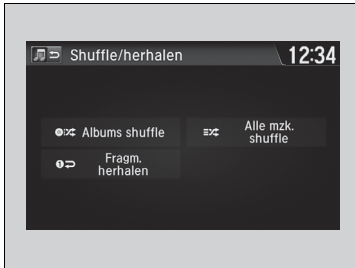 Shuffle/herhalen 12:34
Albums shuffle
Alle mzk.
shuffle
Fragm.
herhalen